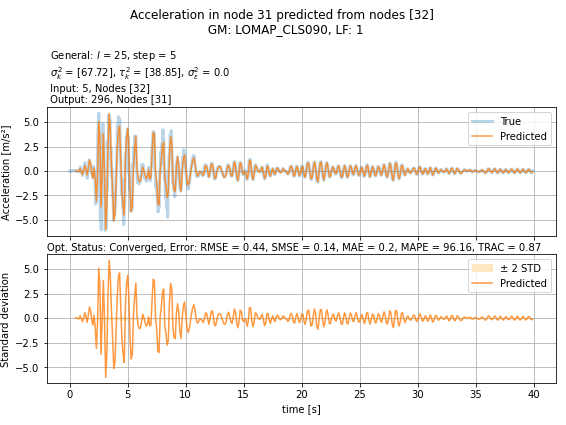 Acceleration in node 31 predicted from nodes [32]
GM: LOMAP_CLS090, LF: 1
General: l = 25, step = 5
σ²ₖ = [67.72], τ²ₖ = [38.85], σ²ε = 0.0
Input: 5, Nodes [32]
Output: 296, Nodes [31]
Acceleration [m/s²]
5.0
2.5
0.0
−2.5
−5.0
True
Predicted
Opt. Status: Converged, Error: RMSE = 0.44, SMSE = 0.14, MAE = 0.2, MAPE = 96.16, TRAC = 0.87
Standard deviation
5.0
2.5
0.0
−2.5
−5.0
± 2 STD
Predicted
0 5 10 15 20 25 30 35 40
time [s]